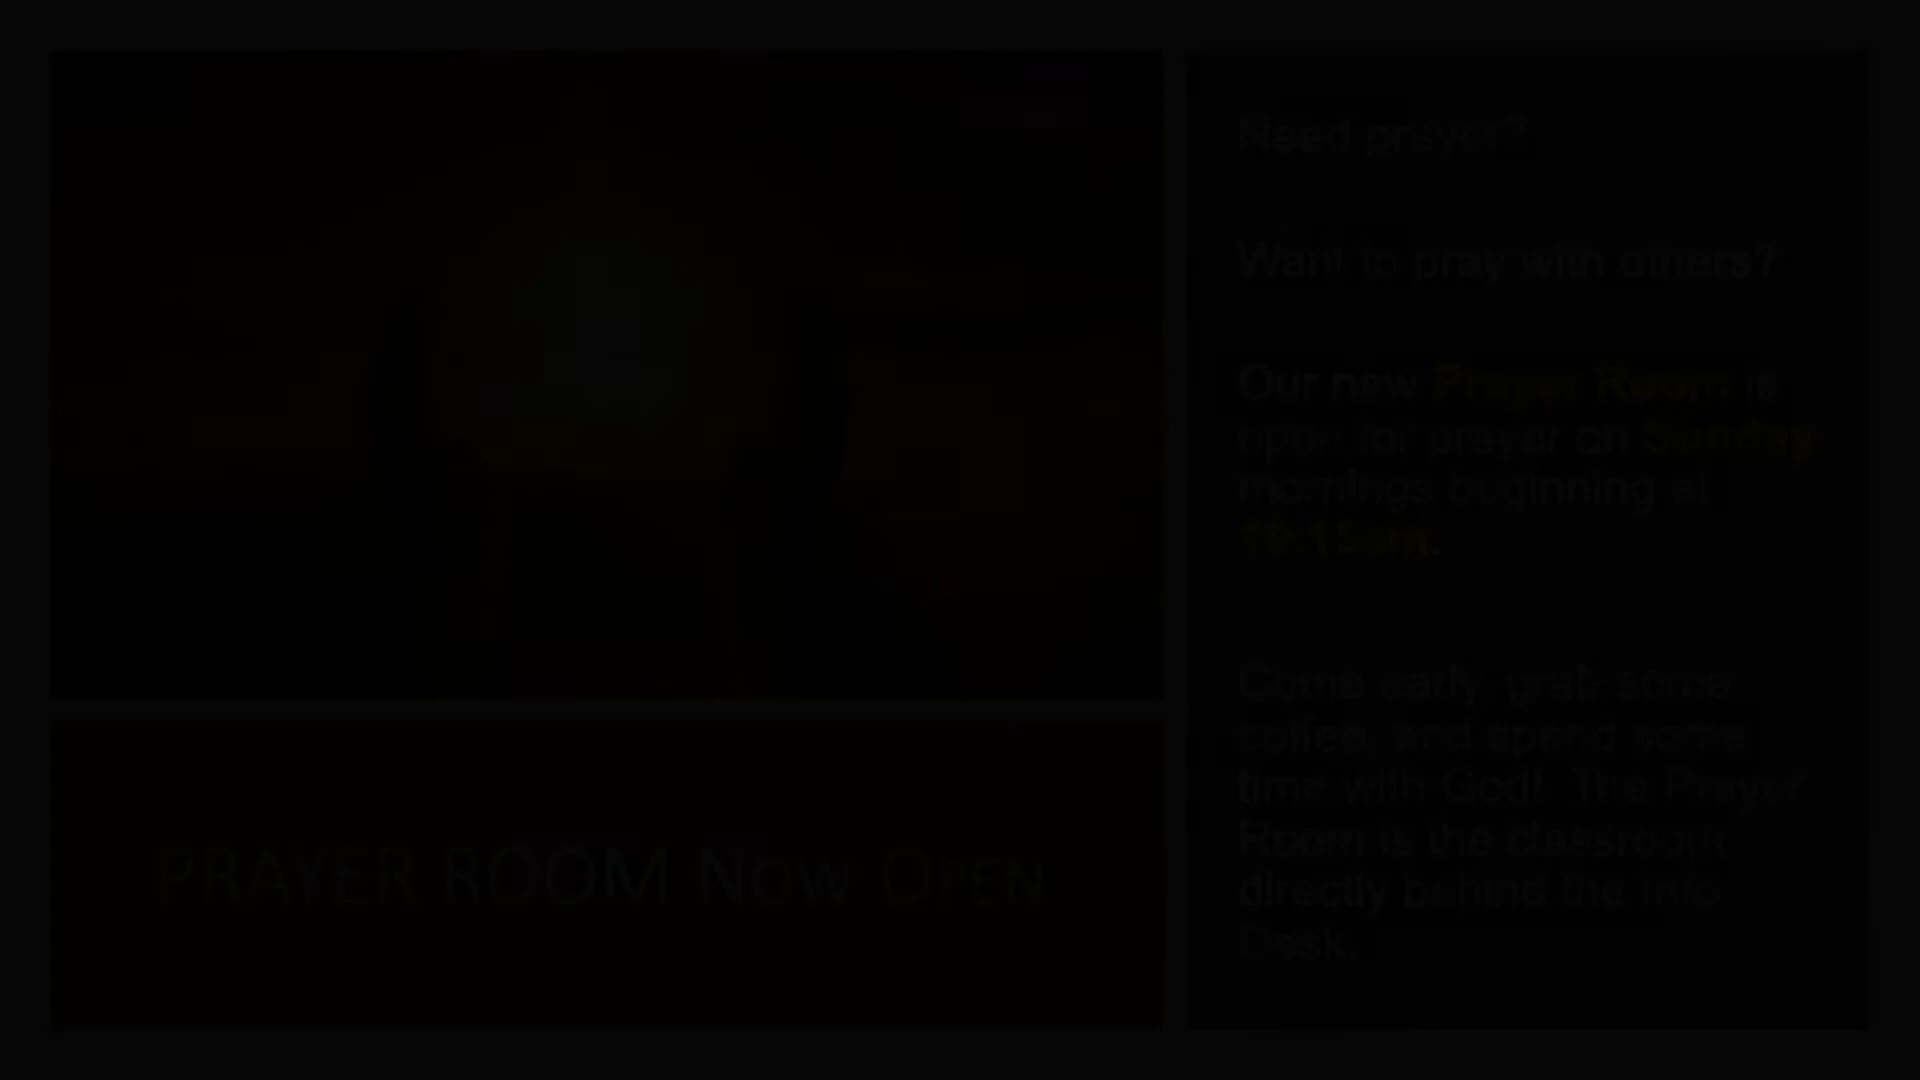 PRAYER ROOM NOW OPEN
Need prayer?
Want to pray with others?
Our new Prayer Room is
open for prayer on Sunday
mornings beginning at
10:15am.
Come early, grab some
coffee, and spend some
time with God! The Prayer
Room is the classroom
directly behind the Info
Desk.